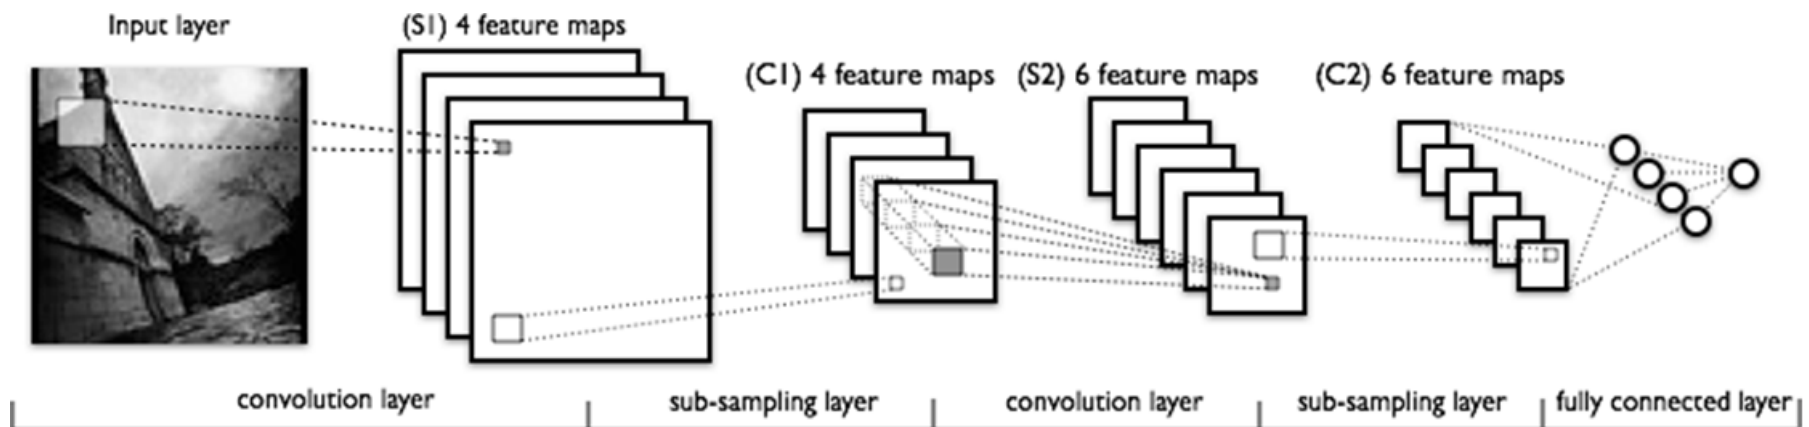 Input layer
(S1) 4 feature maps
(C1) 4 feature maps
(S2) 6 feature maps
(C2) 6 feature maps
convolution layer
sub-sampling layer
convolution layer
sub-sampling layer
fully connected layer